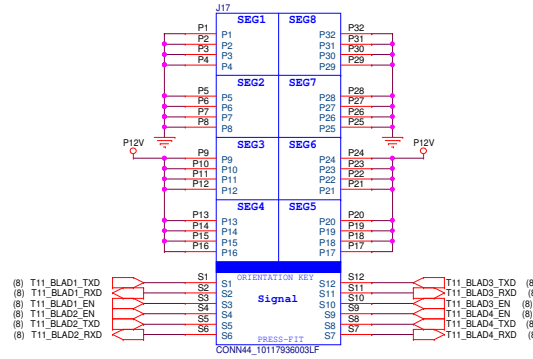 J17
SEG1 SEG8
P1 P1 P32 P32
P2 P2 P31 P31
P3 P3 P30 P30
P4 P4 P29 P29
SEG2 SEG7
P5 P5 P28 P28
P6 P6 P27 P27
P7 P7 P26 P26
P8 P8 P25 P25
P12V SEG3 SEG6 P12V
P9 P9 P24 P24
P10 P10 P23 P23
P11 P11 P22 P22
P12 P12 P21 P21
SEG4 SEG5
P13 P13 P20 P20
P14 P14 P19 P19
P15 P15 P18 P18
P16 P16 P17 P17
ORIENTATION KEY
(8) T11_BLAD1_TXD S1 S1 S12 S12 T11_BLAD3_TXD (8
(8) T11_BLAD1_RXD S2 S2 S11 S11 T11_BLAD3_RXD (8
(8) T11_BLAD1_EN S3 S3 Signal S10 S10 T11_BLAD3_EN (8
(8) T11_BLAD2_EN S4 S4 S9 S9 T11_BLAD4_EN (8
(8) T11_BLAD2_TXD S5 S5 S8 S8 T11_BLAD4_TXD (8
(8) T11_BLAD2_RXD S6 S6 S7 S7 T11_BLAD4_RXD (8
PRESS-FIT
CONN44_10117936003LF